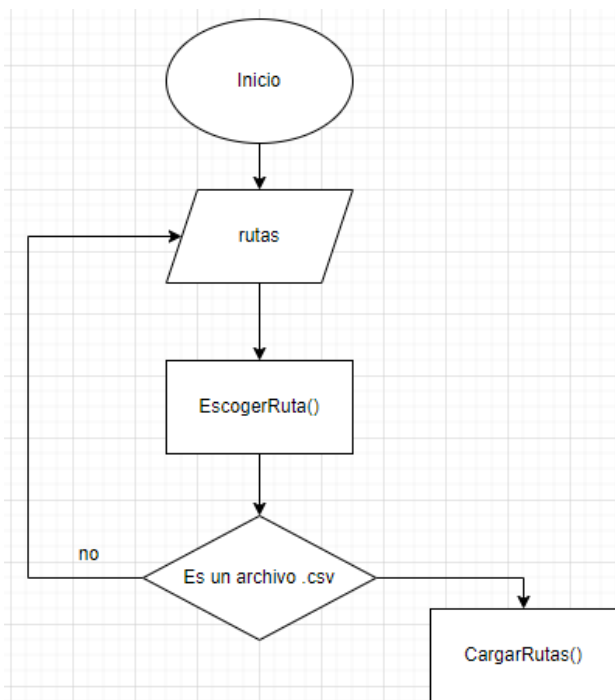 Inicio
rutas
EscogerRuta()
no
Es un archivo .csv
CargarRutas()